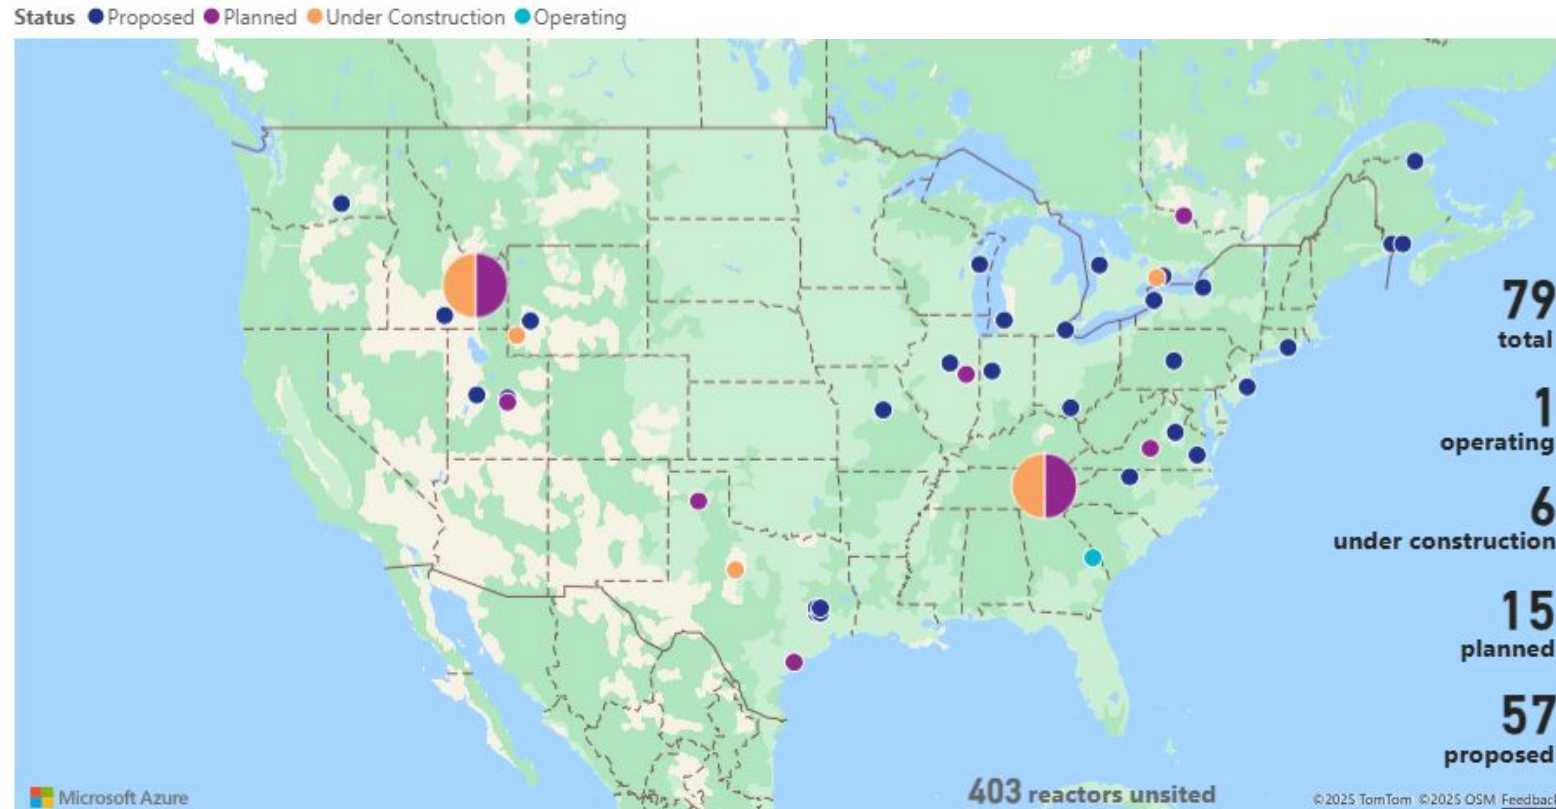 Status Proposed Planned Under Construction Operating
79
total
1
operating
6
under construction
15
planned
57
proposed
403 reactors unsited
Microsoft Azure
©2025 TomTom ©2025 OSM Feedback